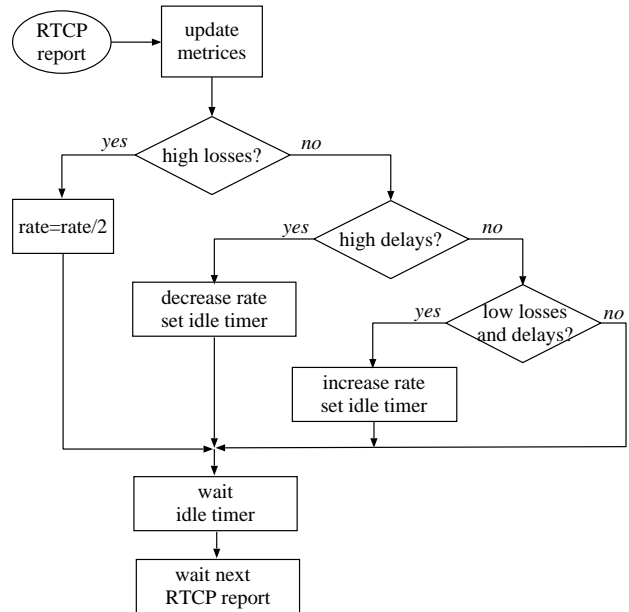 RTCP
report
update
metrices
yes
high losses?
no
rate=rate/2
yes
high delays?
no
decrease rate
set idle timer
yes
low losses
and delays?
no
increase rate
set idle timer
wait
idle timer
wait next
RTCP report